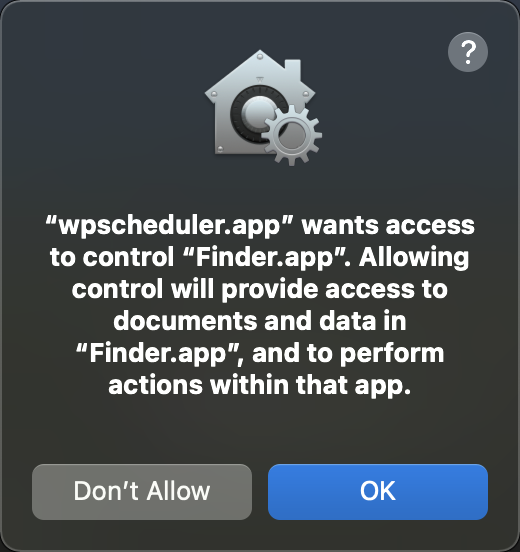 ?
“wpscheduler.app” wants access
to control “Finder.app”. Allowing
control will provide access to
documents and data in
“Finder.app”, and to perform
actions within that app.
Don’t Allow
OK